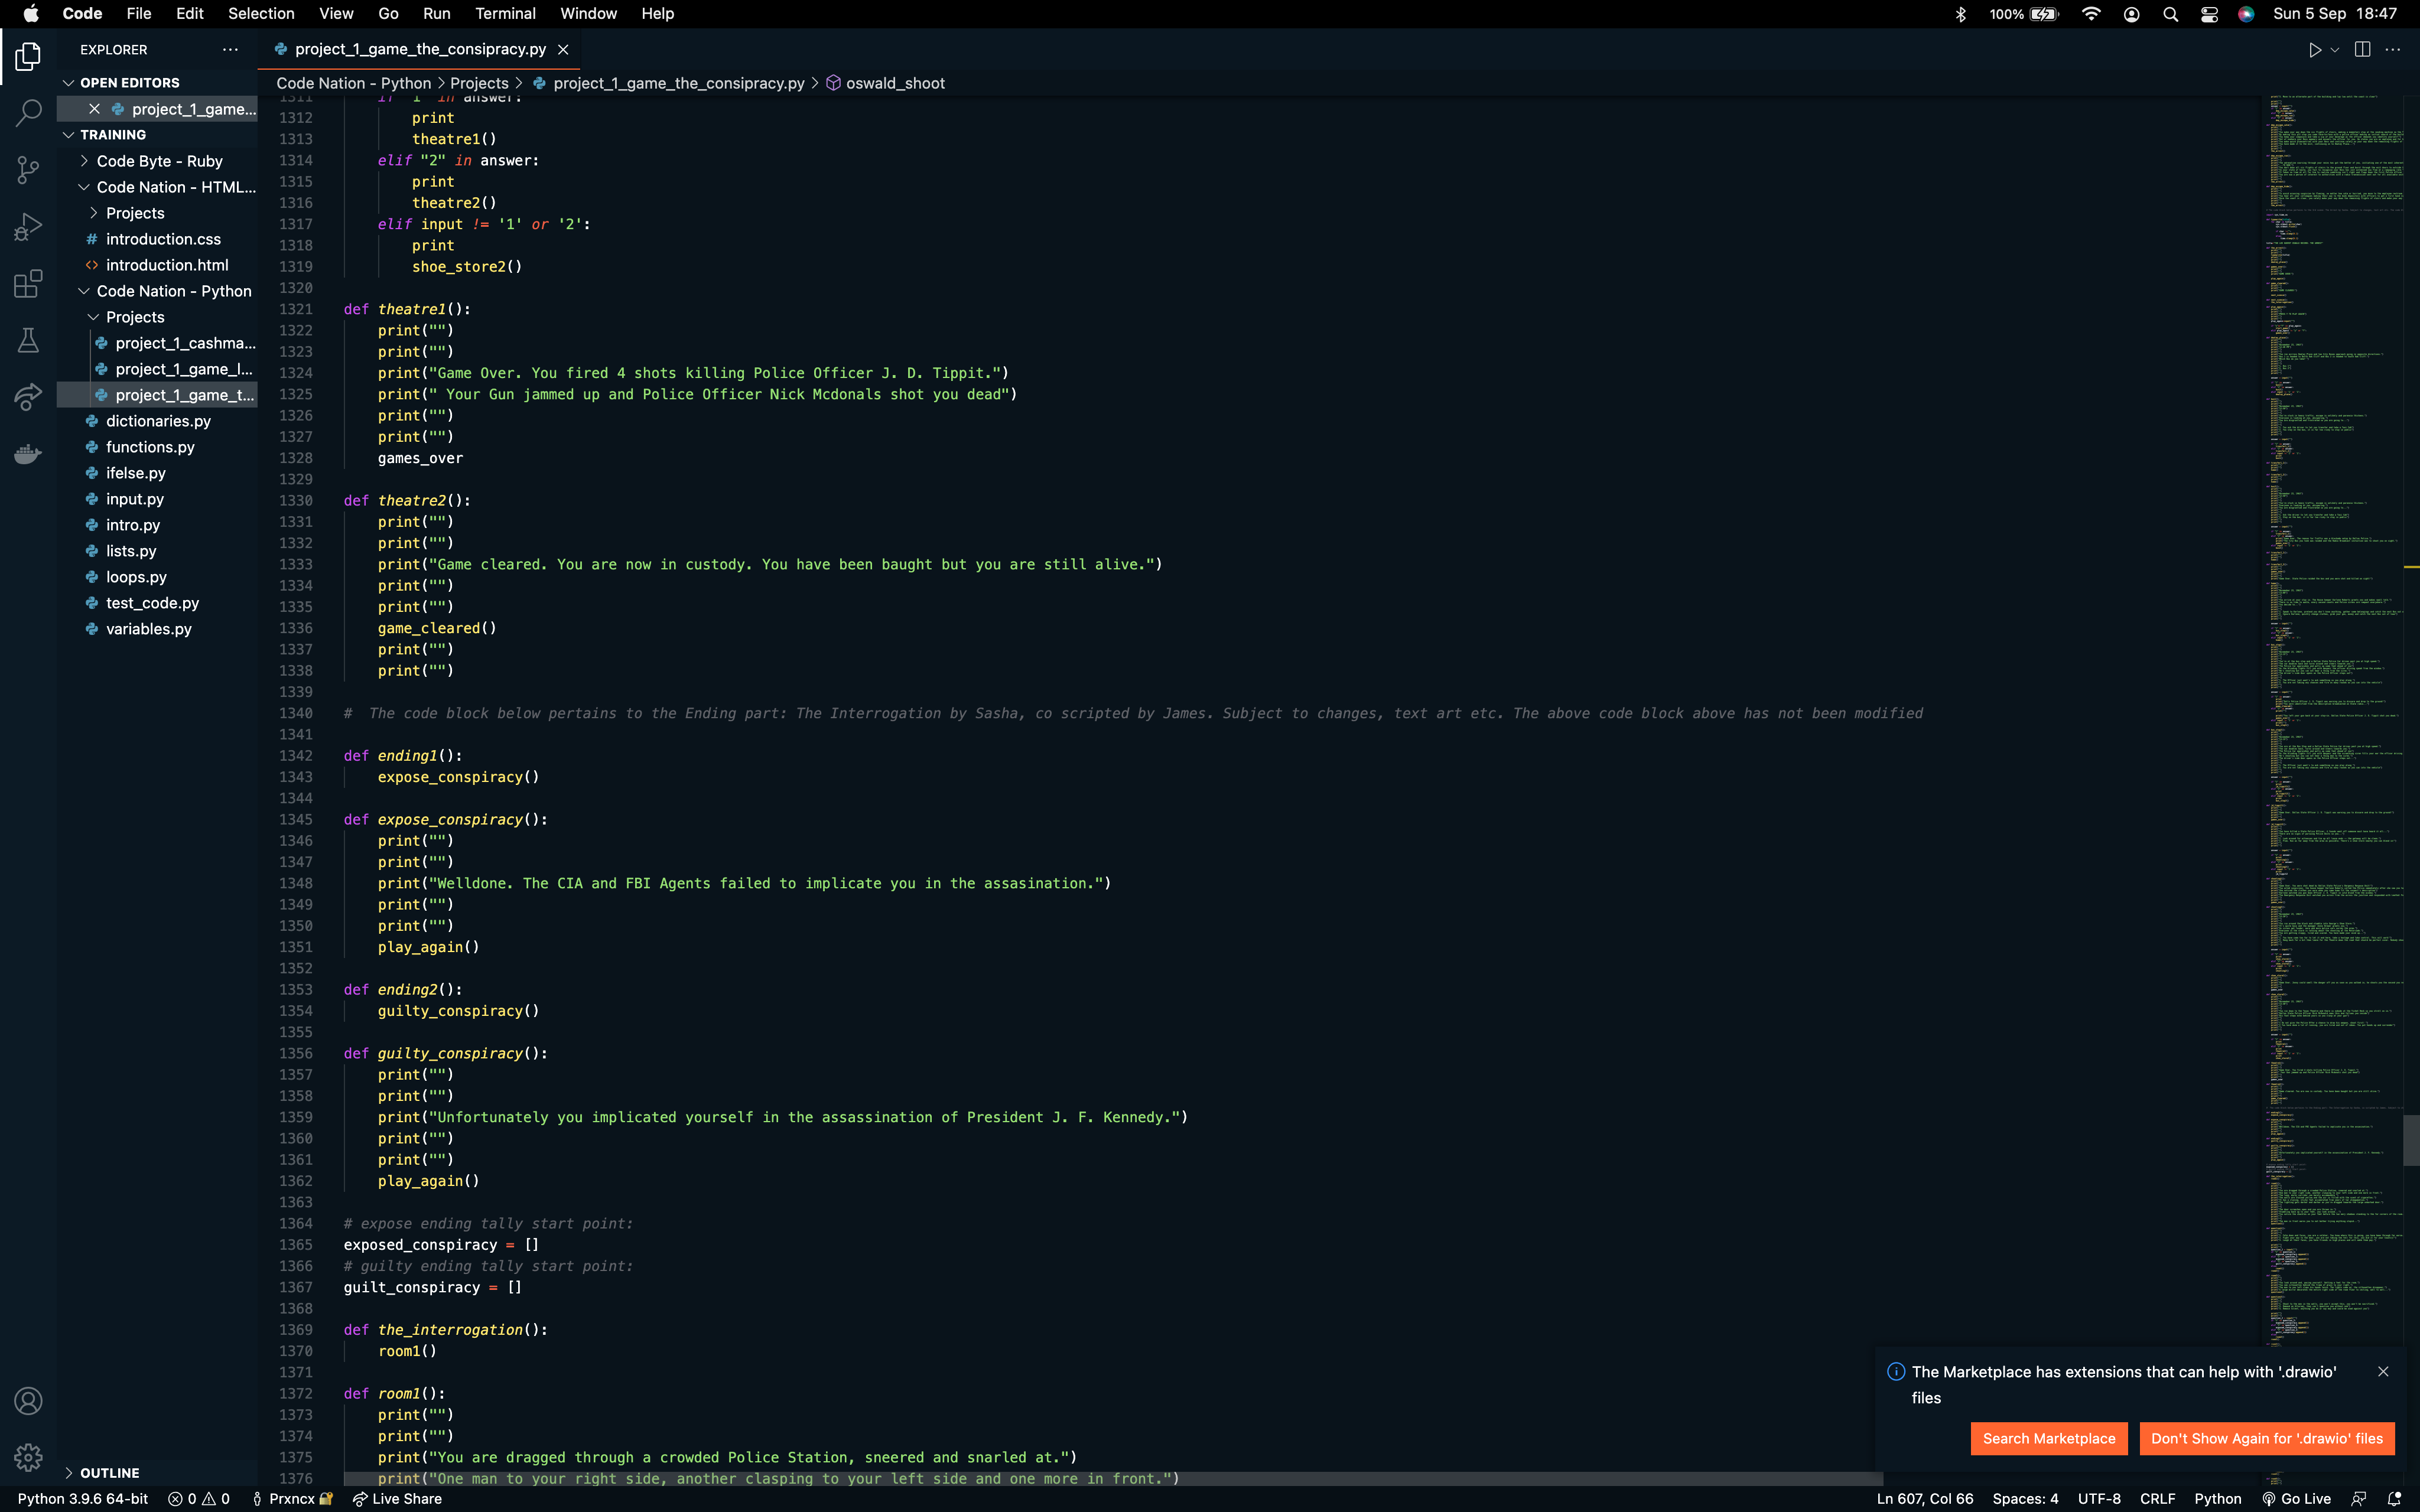 Code File Edit Selection View Go Run Terminal Window Help
100% Sun 5 Sep 18:47
EXPLORER
project_1_game_the_consipracy.py
OPEN EDITORS
Code Nation - Python > Projects > project_1_game_the_consipracy.py > oswald_shoot
project_1_game...
TRAINING
Code Byte - Ruby
Code Nation - HTML...
Projects
introduction.css
introduction.html
Code Nation - Python
Projects
project_1_cashma...
project_1_game_l...
project_1_game_t...
dictionaries.py
functions.py
ifelse.py
input.py
intro.py
lists.py
loops.py
test_code.py
variables.py
OUTLINE
1311 if "1" in answer:
1312 print
1313 theatre1()
1314 elif "2" in answer:
1315 print
1316 theatre2()
1317 elif input != '1' or '2':
1318 print
1319 shoe_store2()
1320
1321 def theatre1():
1322 print("")
1323 print("")
1324 print("Game Over. You fired 4 shots killing Police Officer J. D. Tippit.")
1325 print(" Your Gun jammed up and Police Officer Nick Mcdonals shot you dead")
1326 print("")
1327 print("")
1328 games_over
1329
1330 def theatre2():
1331 print("")
1332 print("")
1333 print("Game cleared. You are now in custody. You have been baught but you are still alive.")
1334 print("")
1335 print("")
1336 game_cleared()
1337 print("")
1338 print("")
1339
1340 #  The code block below pertains to the Ending part: The Interrogation by Sasha, co scripted by James. Subject to changes, text art etc. The above code block above has not been modified
1341
1342 def ending1():
1343 expose_conspiracy()
1344
1345 def expose_conspiracy():
1346 print("")
1347 print("")
1348 print("Welldone. The CIA and FBI Agents failed to implicate you in the assasination.")
1349 print("")
1350 print("")
1351 play_again()
1352
1353 def ending2():
1354 guilty_conspiracy()
1355
1356 def guilty_conspiracy():
1357 print("")
1358 print("")
1359 print("Unfortunately you implicated yourself in the assassination of President J. F. Kennedy.")
1360 print("")
1361 print("")
1362 play_again()
1363
1364 # expose ending tally start point:
1365 exposed_conspiracy = []
1366 # guilty ending tally start point:
1367 guilt_conspiracy = []
1368
1369 def the_interrogation():
1370 room1()
1371
1372 def room1():
1373 print("")
1374 print("")
1375 print("You are dragged through a crowded Police Station, sneered and snarled at.")
1376 print("One man to your right side, another clasping to your left side and one more in front.")
The Marketplace has extensions that can help with '.drawio'
files
Search Marketplace Don't Show Again for '.drawio' files
Python 3.9.6 64-bit 0 0 Prxncx Live Share Ln 607, Col 66 Spaces: 4 UTF-8 CRLF Python Go Live